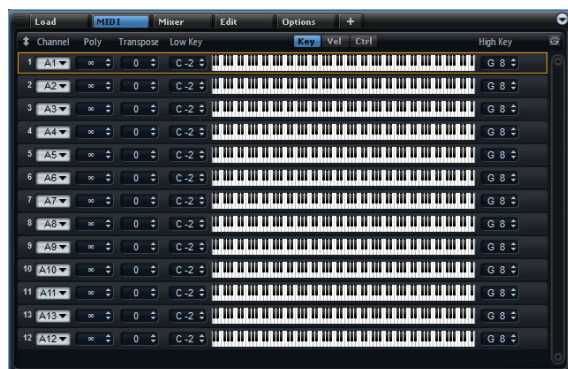 Load MIDI Mixer Edit Options +
Channel Poly Transpose Low Key Key Vel Ctrl High Key
1 A1 ∞ 0 C -2 G 8
2 A2 ∞ 0 C -2 G 8
3 A3 ∞ 0 C -2 G 8
4 A4 ∞ 0 C -2 G 8
5 A5 ∞ 0 C -2 G 8
6 A6 ∞ 0 C -2 G 8
7 A7 ∞ 0 C -2 G 8
8 A8 ∞ 0 C -2 G 8
9 A9 ∞ 0 C -2 G 8
10 A10 ∞ 0 C -2 G 8
11 A11 ∞ 0 C -2 G 8
13 A13 ∞ 0 C -2 G 8
12 A12 ∞ 0 C -2 G 8